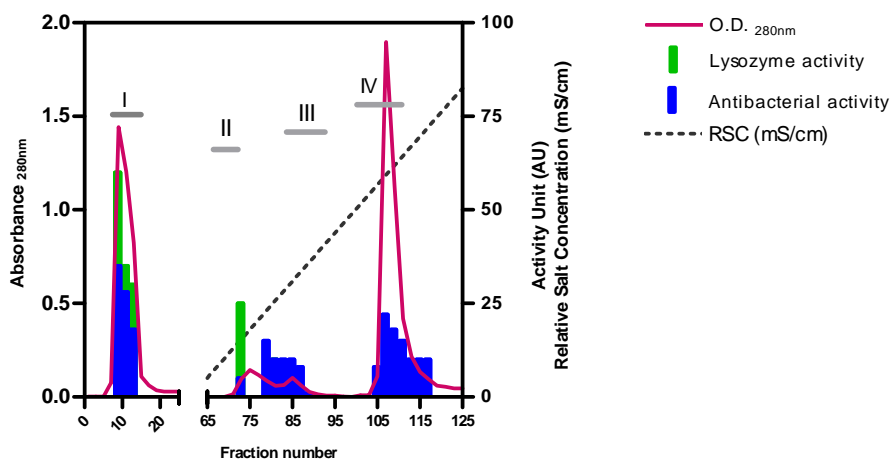 2.0
1.5
1.0
0.5
0.0
Absorbance 280nm
0
10
20
65
75
85
95
105
115
125
Fraction number
I
II
III
IV
100
75
50
25
0
Activity Unit (AU)
Relative Salt Concentration (mS/cm)
O.D. 280nm
Lysozyme activity
Antibacterial activity
RSC (mS/cm)